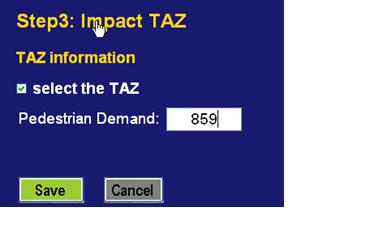 Step3: Impact TAZ
TAZ information
select the TAZ
Pedestrian Demand: 859
Save Cancel